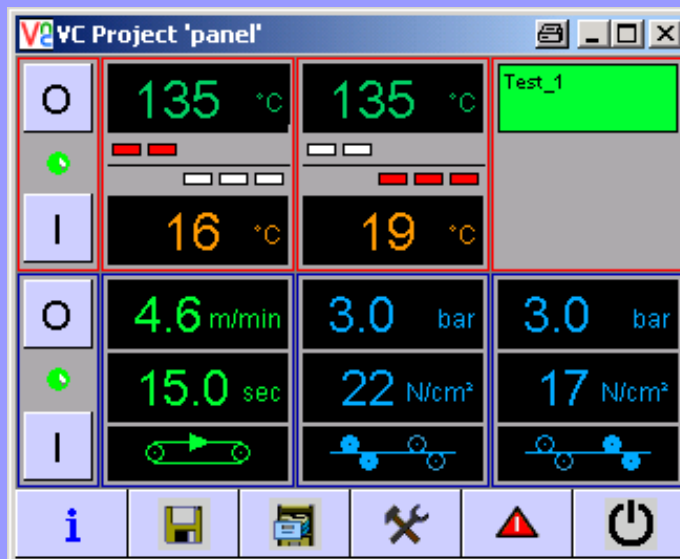 VC Project 'panel'
O
135 °C
135 °C
Test_1
I
16 °C
19 °C
O
4.6 m/min
3.0 bar
3.0 bar
15.0 sec
22 N/cm²
17 N/cm²
I
i